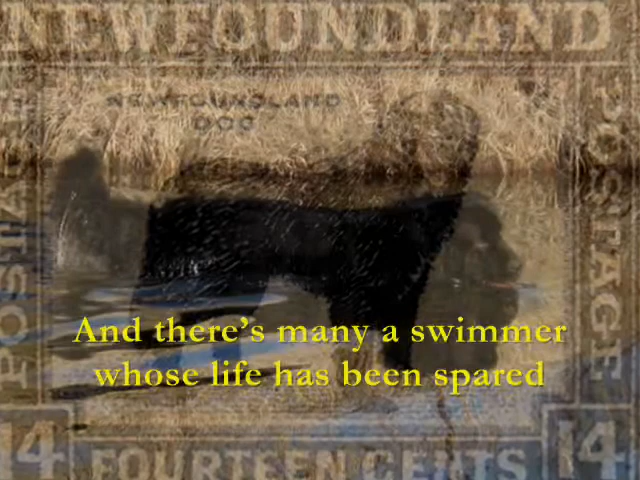 NEWFOUNDLAND
NEWFOUNDLAND
DOG
POSTAGE
POSTAGE
And there's many a swimmer
whose life has been spared
14 FOURTEEN CENTS 14